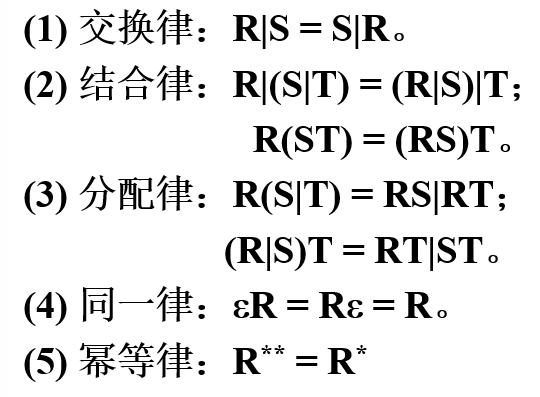 (1) 交换律：R|S = S|R。
(2) 结合律：R|(S|T) = (R|S)|T；
R(ST) = (RS)T。
(3) 分配律：R(S|T) = RS|RT；
(R|S)T = RT|ST。
(4) 同一律：εR = Rε = R。
(5) 幂等律：R** = R*